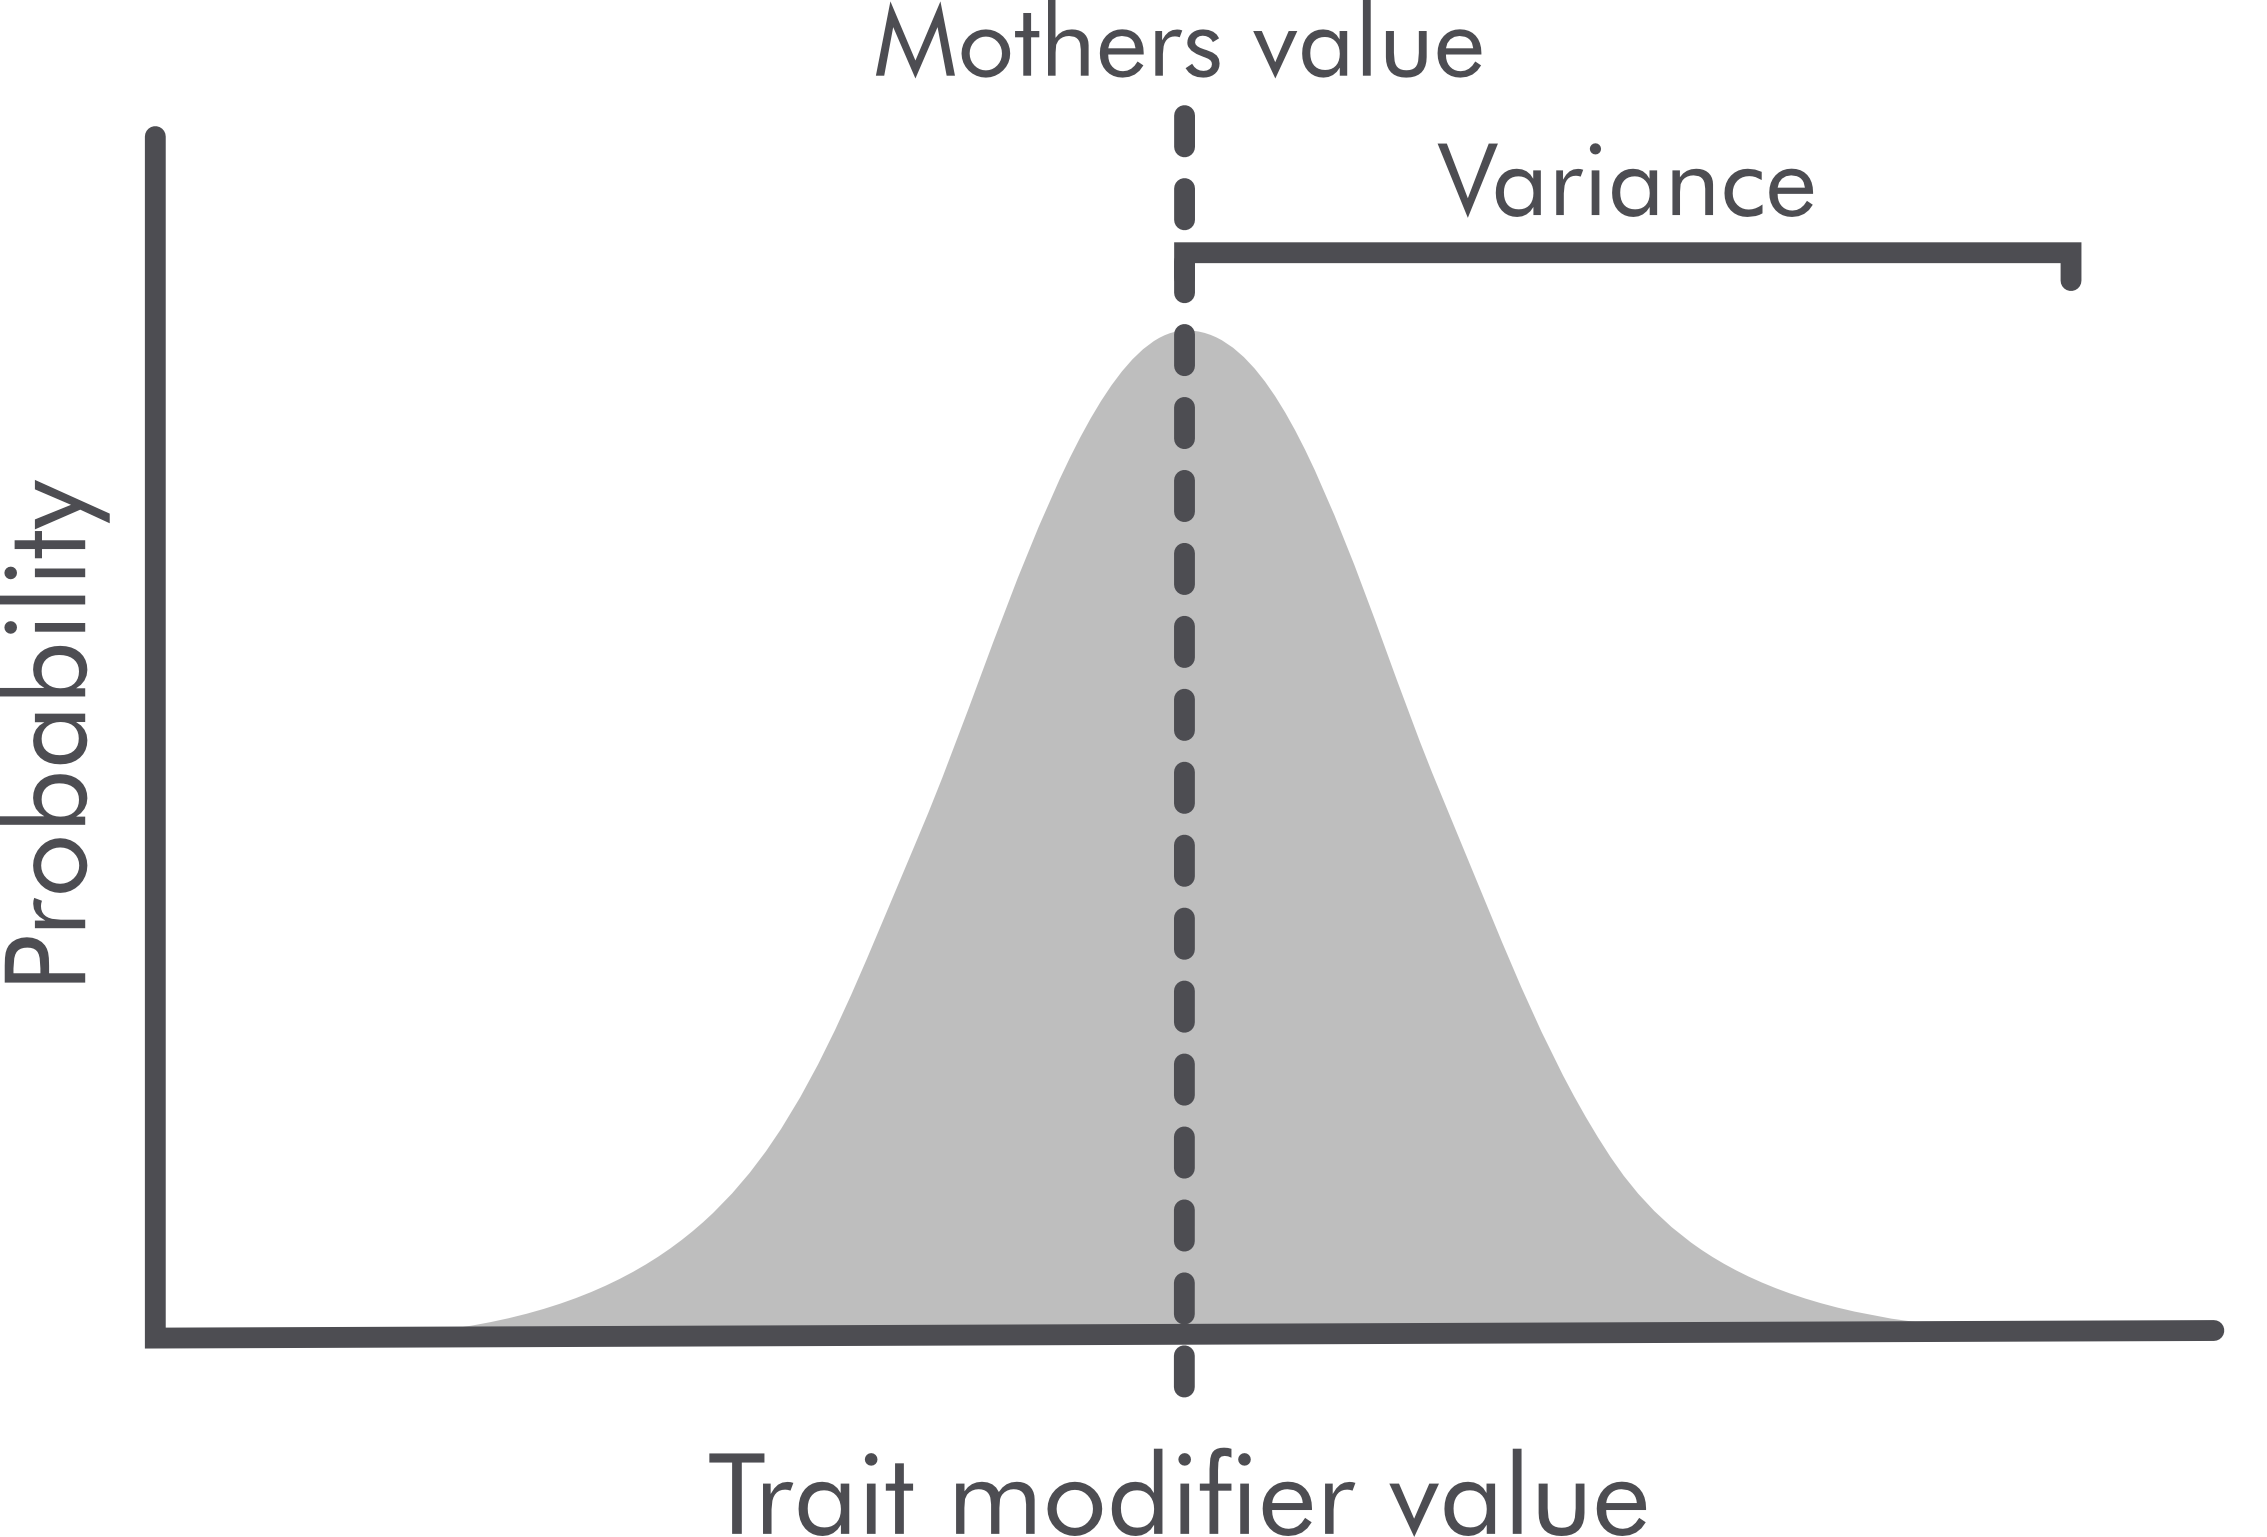 Mothers value
Variance
Probability
Trait modifier value